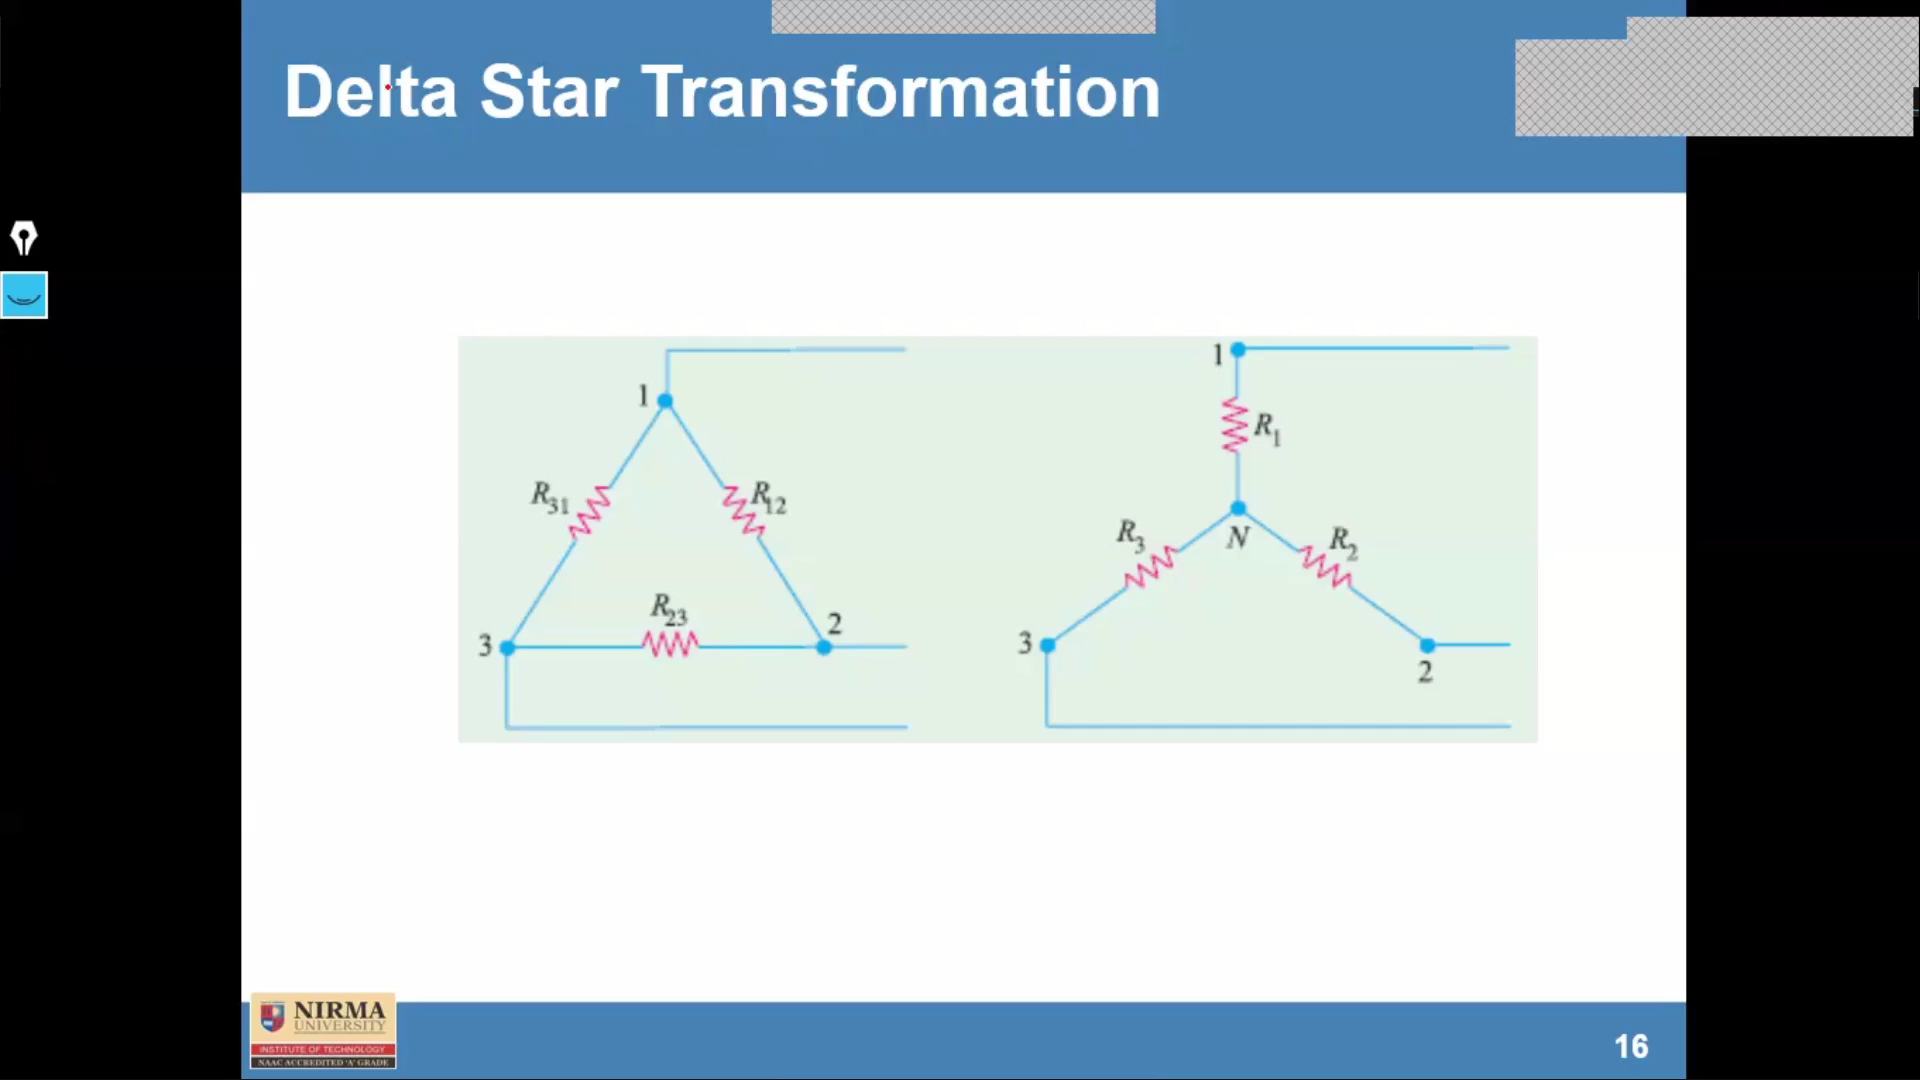 Delta Star Transformation
1
R31
R12
R23
3
2
1
R1
R3
N
R2
3
2
NIRMA
UNIVERSITY
INSTITUTE OF TECHNOLOGY
NAAC ACCREDITED 'A' GRADE
16